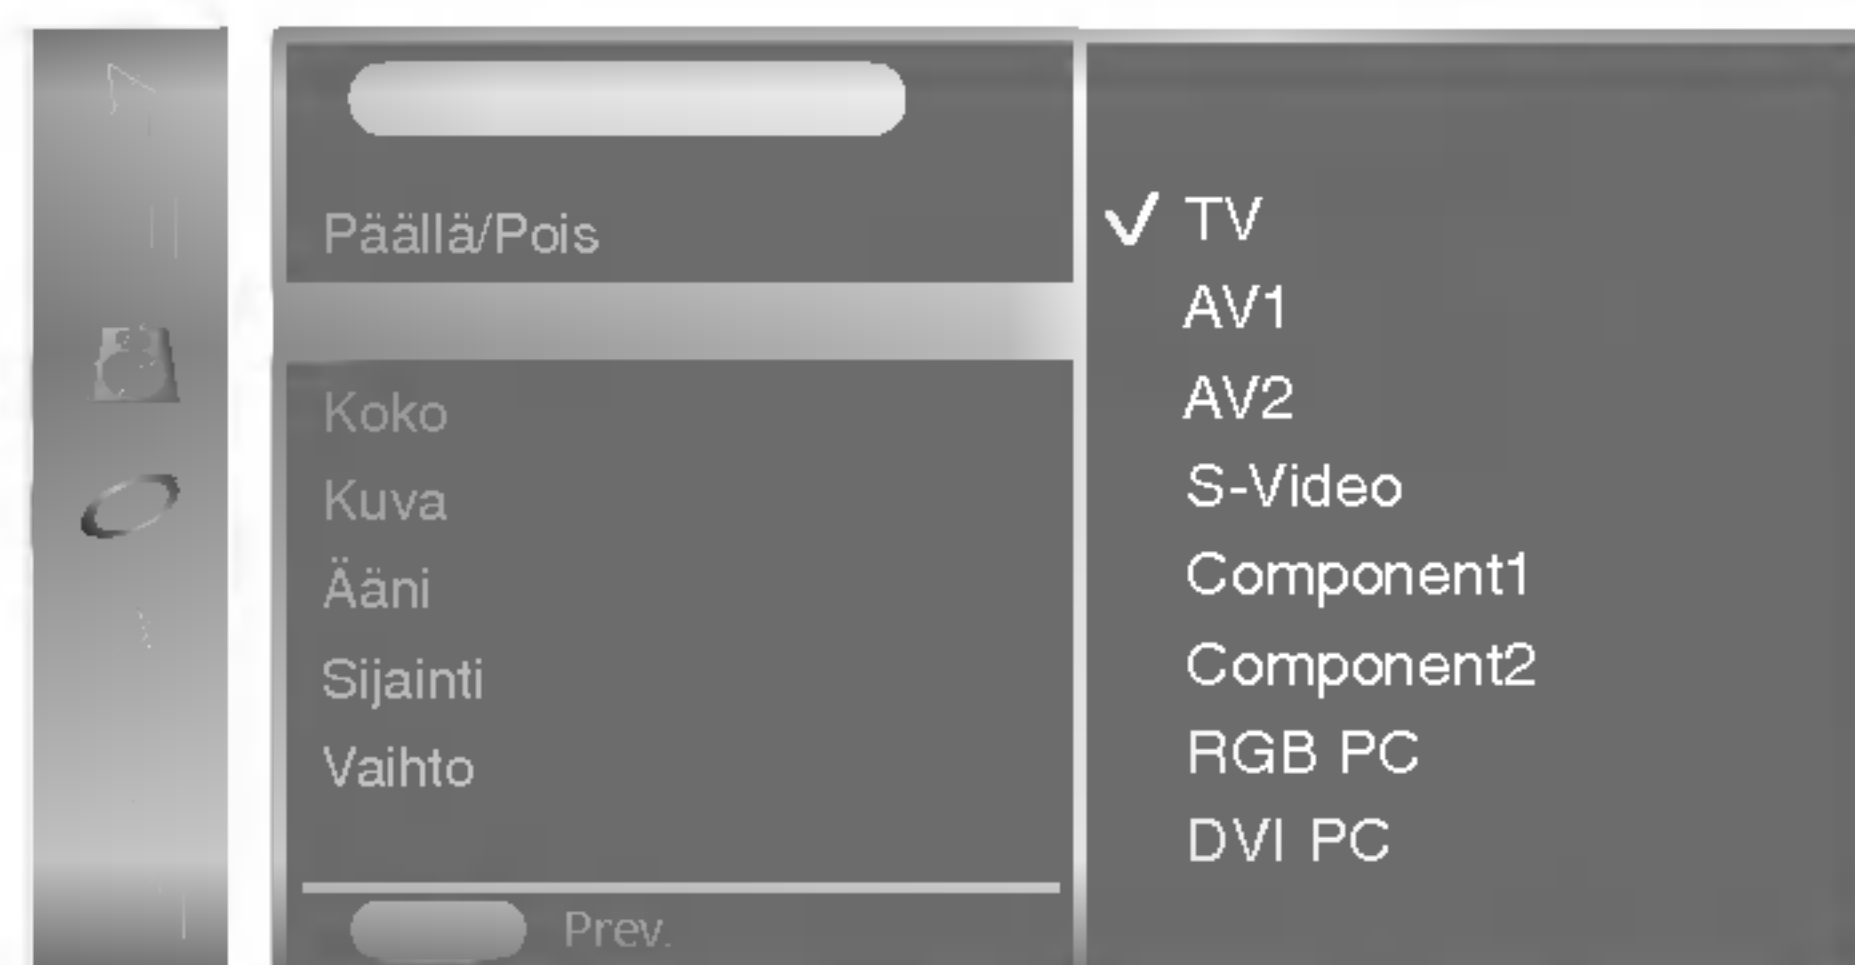 Päällä/Pois
Koko
Kuva
Ääni
Sijainti
Vaihto
Prev.
✓ TV
AV1
AV2
S-Video
Component1
Component2
RGB PC
DVI PC